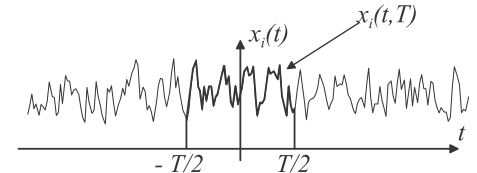 x_i(t,T)
x_i(t)
t
- T/2
T/2